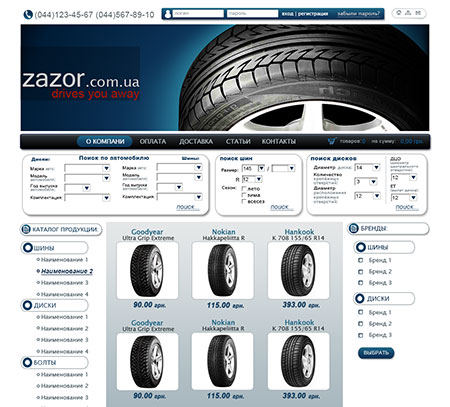 (044)123-45-67 (044)567-89-10
логин
пароль
вход | регистрация
забыли пароль?
zazor.com.ua
drives you away
О КОМПАНИ
ОПЛАТА
ДОСТАВКА
СТАТЬИ
КОНТАКТЫ
товаров:
на сумму: 0,00 грн.
Диски:
Поиск по автомобилю
Шины:
Марка
Марка
Модель
автомобиля:
Модель
автомобиля:
Год выпуска
автомобиля:
Год выпуска
автомобиля:
Комплектация:
Комплектация:
поиск
поиск
поиск шин
Размер: 145 /
R 12
Сезон: лето
зима
всесез
поиск
поиск дисков
Диаметр диска: 14
Количество
крепежных
отверстий: 3
Диаметр
расположения
крепежных
отверстий: 12
ET
поиск
КАТАЛОГ ПРОДУКЦИИ
ШИНЫ
Наименование 1
Наименование 2
Наименование 3
Наименование 4
ДИСКИ
Наименование 1
Наименование 2
Наименование 3
Наименование 4
БОЛТЫ
Наименование 1
Наименование 2
Наименование 3
Goodyear
Ultra Grip Extreme
90.00 грн.
Nokian
Hakkapeliitta R
115.00 грн.
Hankook
K 708 155/65 R14
393.00 грн.
Goodyear
Ultra Grip Extreme
90.00 грн.
Nokian
Hakkapeliitta R
115.00 грн.
Hankook
K 708 155/65 R14
393.00 грн.
БРЕНДЫ:
ШИНЫ
Бренд 1
Бренд 2
Бренд 3
ДИСКИ
Бренд 1
Бренд 2
Бренд 3
ВЫБРАТЬ